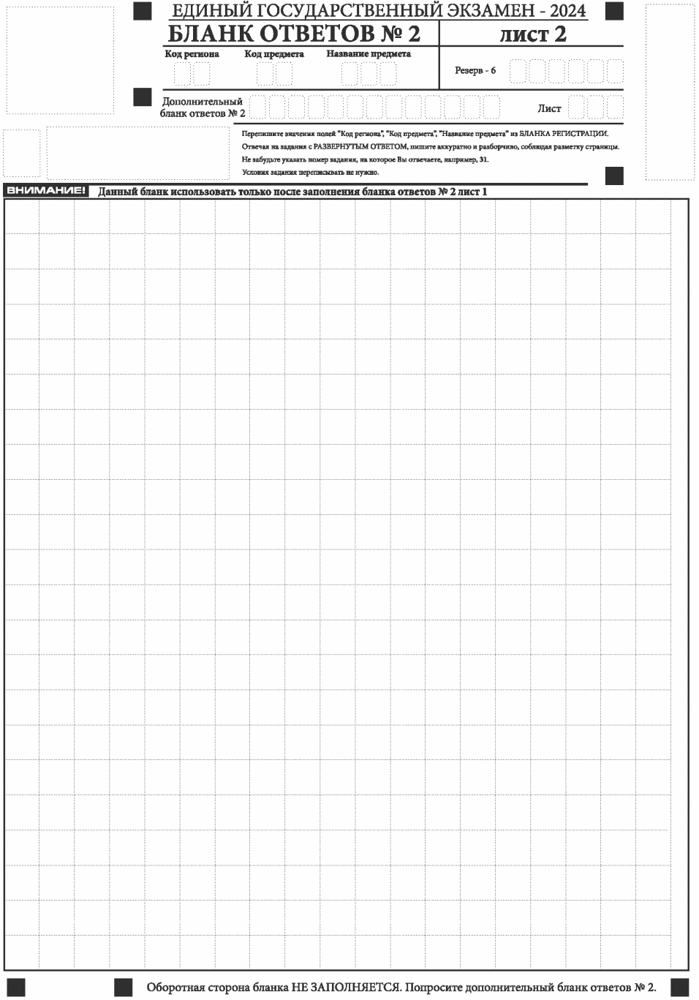 ЕДИНЫЙ ГОСУДАРСТВЕННЫЙ ЭКЗАМЕН - 2024
БЛАНК ОТВЕТОВ № 2
лист 2
Код региона
Код предмета
Название предмета
Резерв - 6
Дополнительный
бланк ответов № 2
Лист
Перепишите значения полей "Код региона", "Код предмета", "Название предмета" из БЛАНКА РЕГИСТРАЦИИ.
Отвечая на задания с РАЗВЕРНУТЫМ ОТВЕТОМ, пишите аккуратно и разборчиво, соблюдая разметку страницы.
Не забудьте указать номер задания, на которое Вы отвечаете, например, 31.
Условия задания переписывать не нужно.
ВНИМАНИЕ!
Данный бланк использовать только после заполнения бланка ответов № 2 лист 1
Оборотная сторона бланка НЕ ЗАПОЛНЯЕТСЯ. Попросите дополнительный бланк ответов № 2.